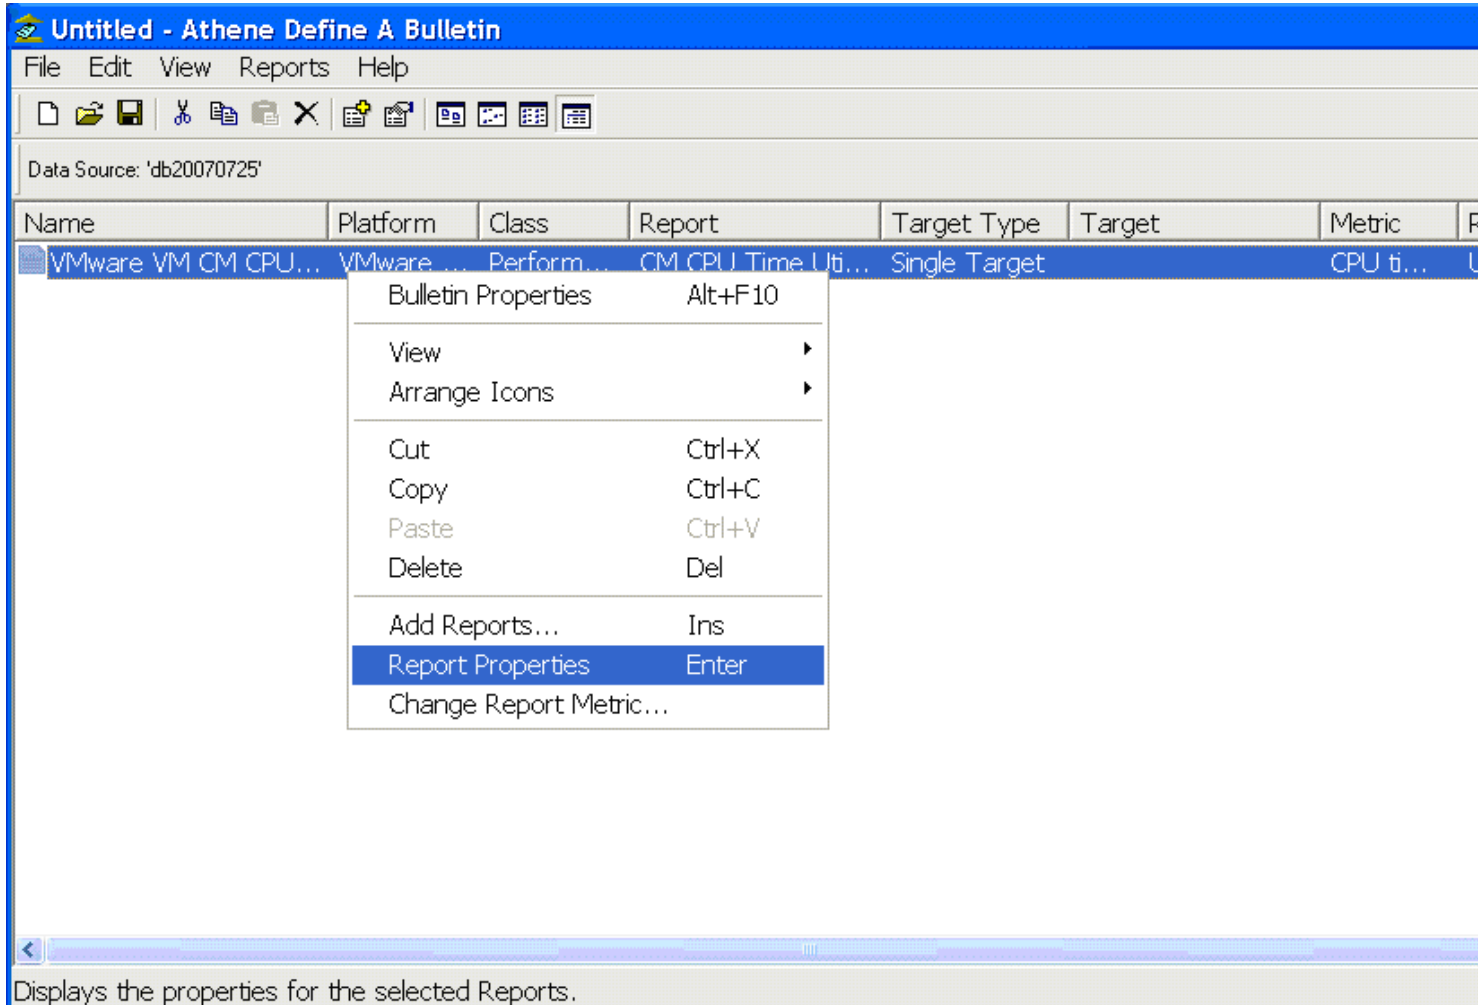 Untitled - Athene Define A Bulletin
File Edit View Reports Help
Data Source: 'db20070725'
Name Platform Class Report Target Type Target Metric
VMware VM CM CPU... VMware ... Perform... CM CPU Time Uti... Single Target CPU ti...
Bulletin Properties Alt+F10
View
Arrange Icons
Cut Ctrl+X
Copy Ctrl+C
Paste Ctrl+V
Delete Del
Add Reports... Ins
Report Properties Enter
Change Report Metric...
Displays the properties for the selected Reports.